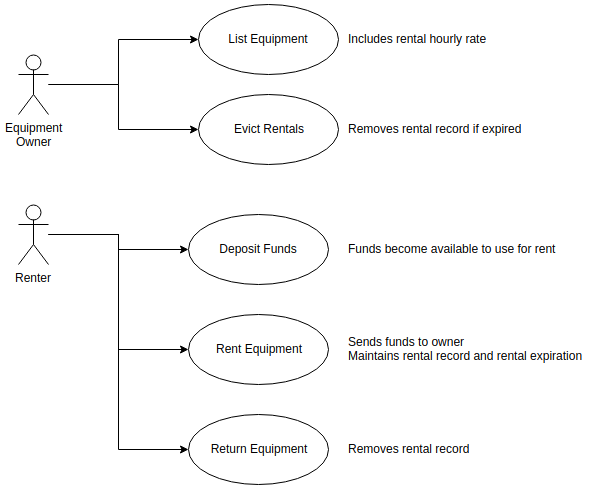 List Equipment
Includes rental hourly rate
Equipment
Owner
Evict Rentals
Removes rental record if expired
Renter
Deposit Funds
Funds become available to use for rent
Rent Equipment
Sends funds to owner
Maintains rental record and rental expiration
Return Equipment
Removes rental record